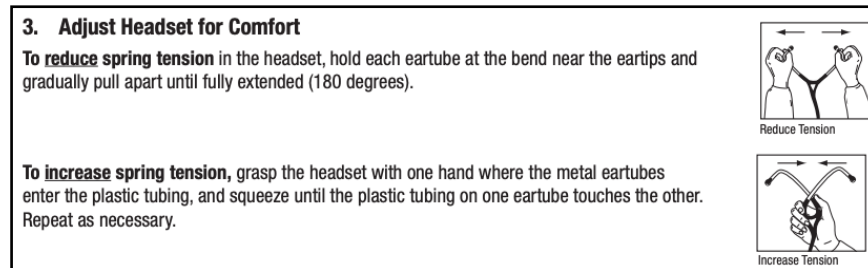 3. Adjust Headset for Comfort
To reduce spring tension in the headset, hold each eartube at the bend near the eartips and
gradually pull apart until fully extended (180 degrees).
Reduce Tension
To increase spring tension, grasp the headset with one hand where the metal eartubes
enter the plastic tubing, and squeeze until the plastic tubing on one eartube touches the other.
Repeat as necessary.
Increase Tension